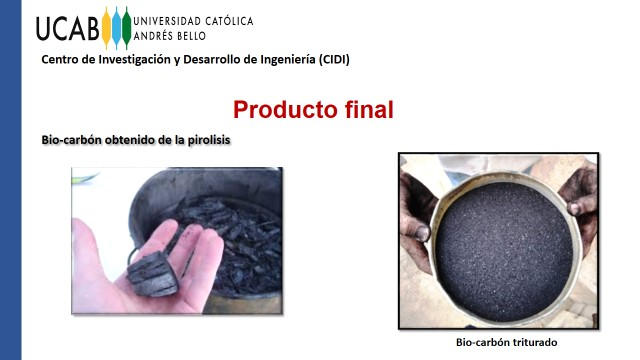 UCAB
UNIVERSIDAD CATÓLICA
ANDRÉS BELLO
Centro de Investigación y Desarrollo de Ingeniería (CIDI)
Producto final
Bio-carbón obtenido de la pirolisis
Bio-carbón triturado